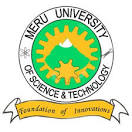 MERU UNIVERSITY
OF SCIENCE & TECHNOLOGY
Foundation of Innovations